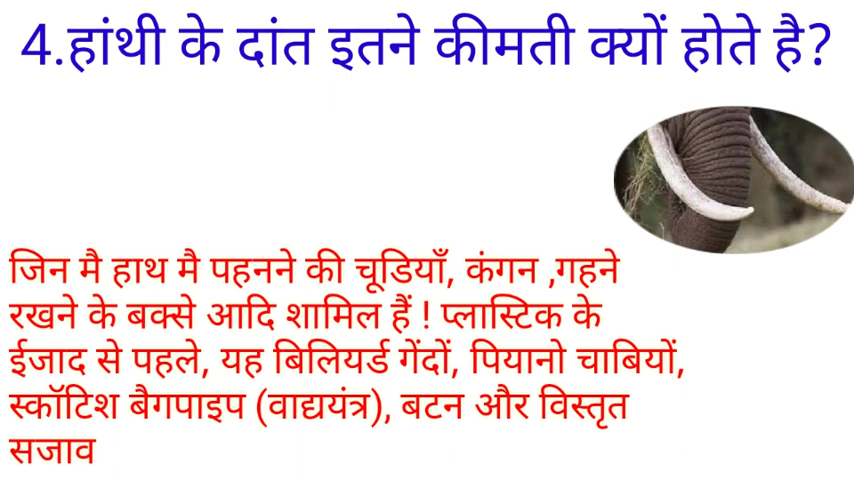 4.हांथी के दांत इतने कीमती क्यों होते है?
जिन मै हाथ मै पहनने की चूडियाँ, कंगन ,गहने
रखने के बक्से आदि शामिल हैं ! प्लास्टिक के
ईजाद से पहले, यह बिलियर्ड गेंदों, पियानो चाबियों,
स्कॉटिश बैगपाइप (वाद्ययंत्र), बटन और विस्तृत
सजाव